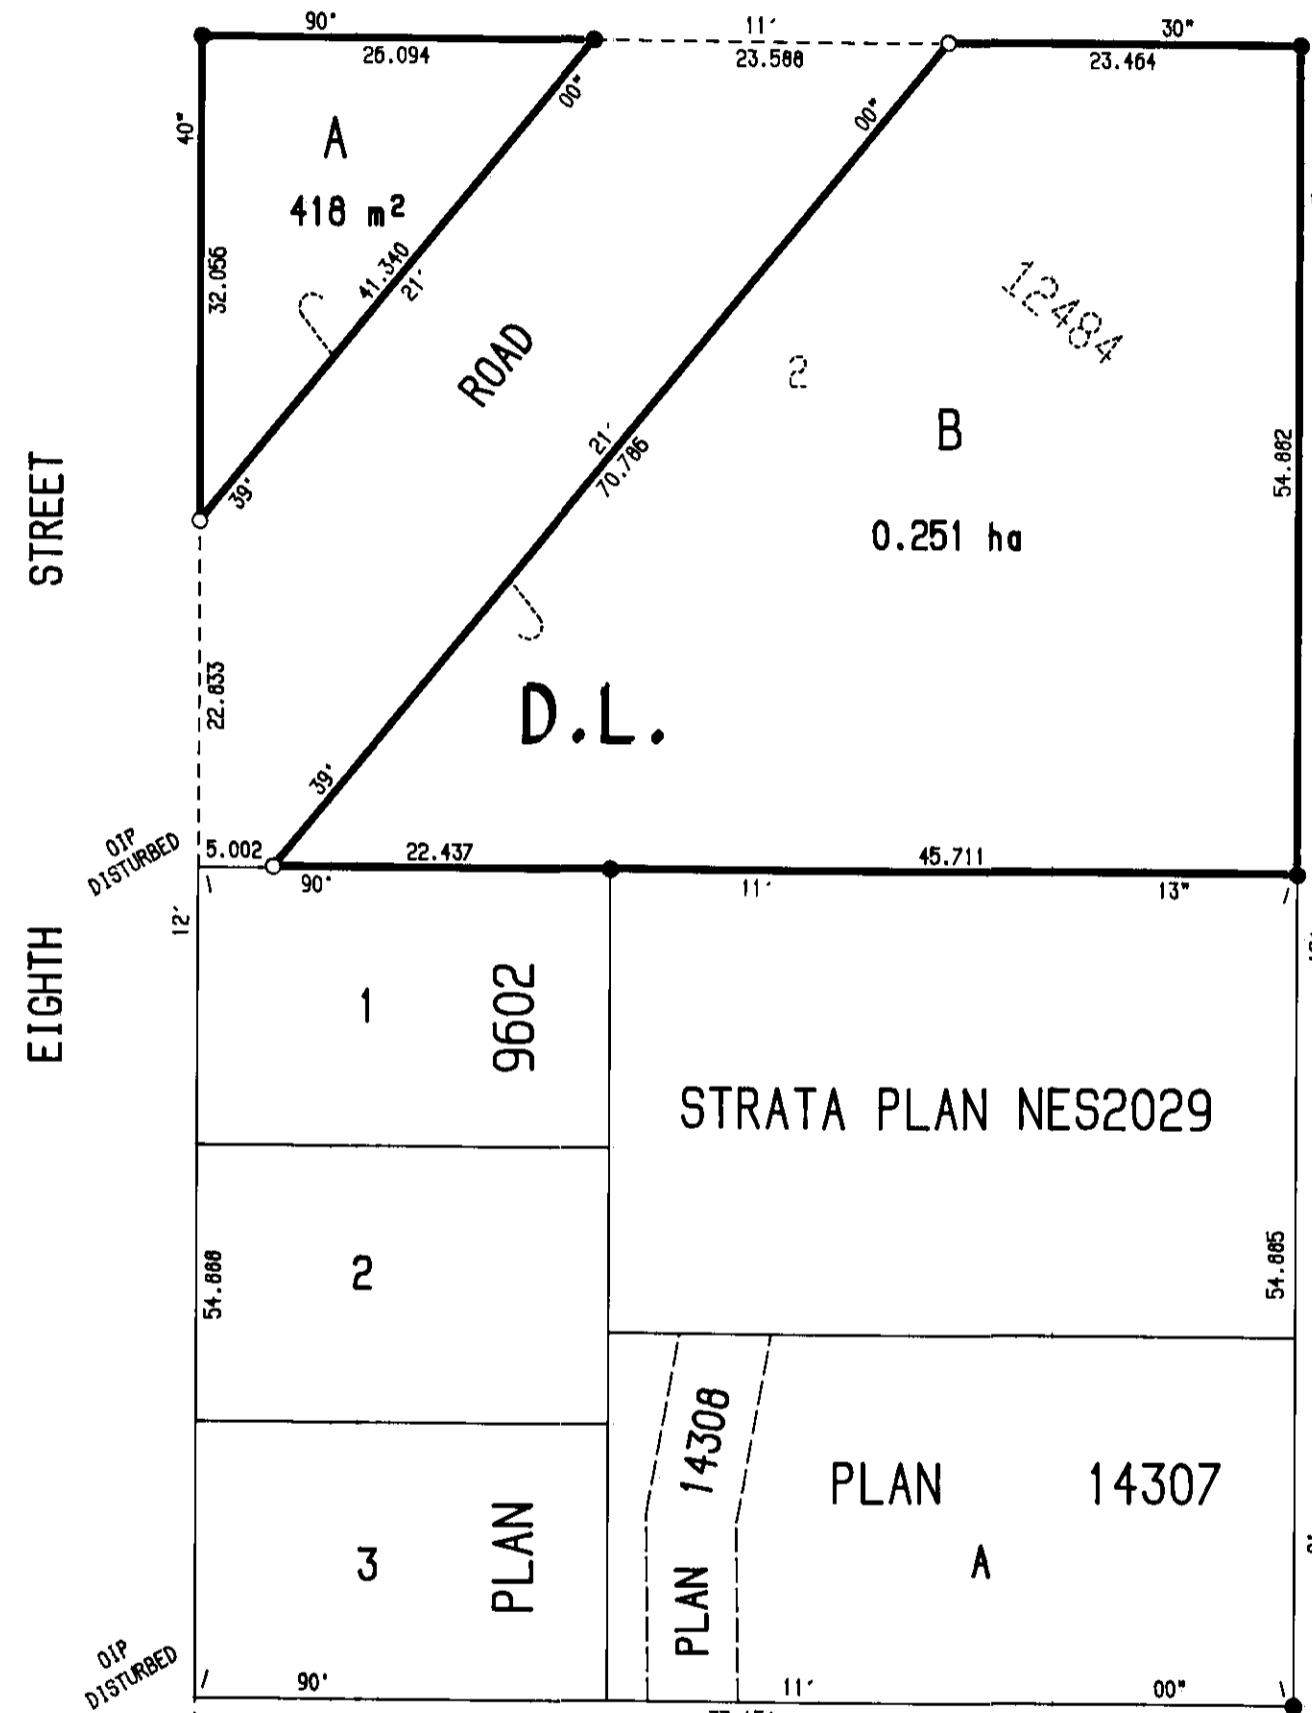 90°
11'
30"
26.094
23.588
23.464
40"
00"
00"
A
418 m²
32.056
41.340
21'
12484
ROAD
2
B
21'
70.786
54.882
39'
0.251 ha
STREET
22.833
D.L.
39°
OIP
DISTURBED
5.002
22.437
45.711
90°
11'
13"
12'
EIGHTH
1
9602
STRATA PLAN NES2029
2
54.888
54.885
PLAN 14308
PLAN 14307
A
3
PLAN
OIP
DISTURBED
90°
11'
00"